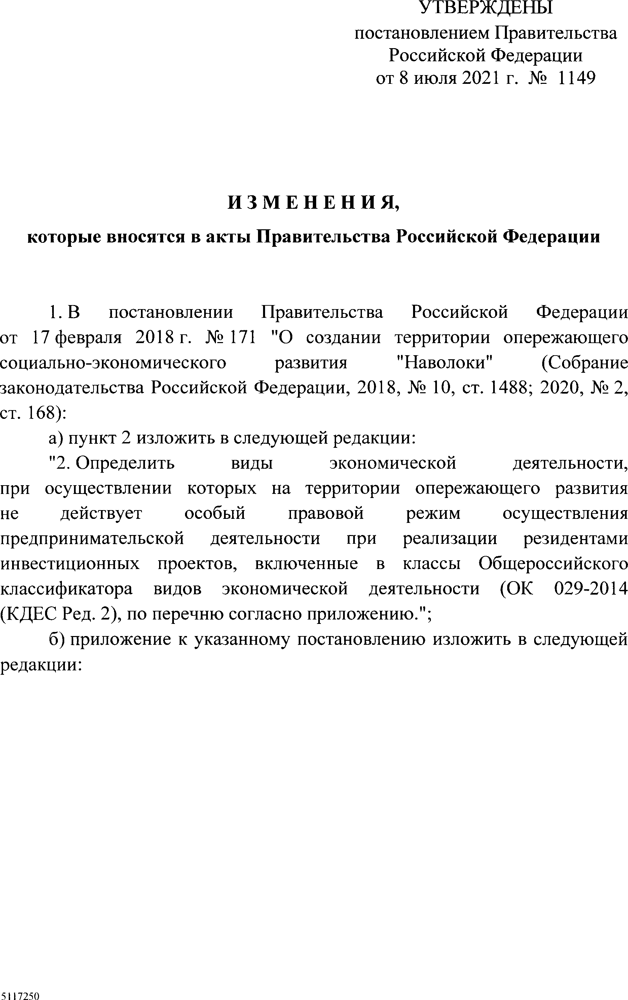 УТВЕРЖДЕНЫ
постановлением Правительства
Российской Федерации
от 8 июля 2021 г. № 1149
И З М Е Н Е Н И Я,
которые вносятся в акты Правительства Российской Федерации
1. В постановлении Правительства Российской Федерации
от 17 февраля 2018 г. № 171 "О создании территории опережающего
социально-экономического развития "Наволоки" (Собрание
законодательства Российской Федерации, 2018, № 10, ст. 1488; 2020, № 2,
ст. 168):
а) пункт 2 изложить в следующей редакции:
"2. Определить виды экономической деятельности,
при осуществлении которых на территории опережающего развития
не действует особый правовой режим осуществления
предпринимательской деятельности при реализации резидентами
инвестиционных проектов, включенные в классы Общероссийского
классификатора видов экономической деятельности (ОК 029-2014
(КДЕС Ред. 2), по перечню согласно приложению.";
б) приложение к указанному постановлению изложить в следующей
редакции:
5117250